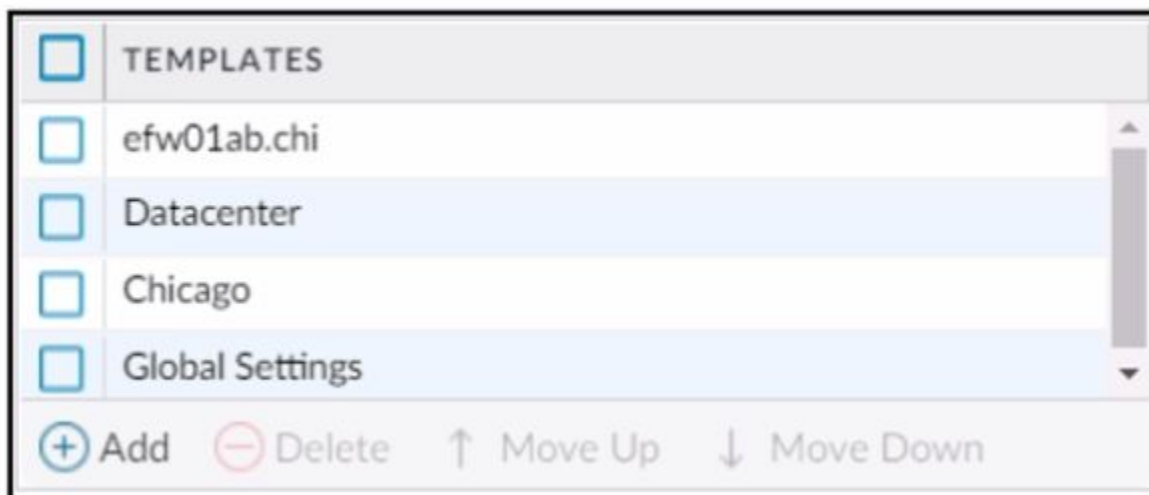 TEMPLATES
efw01ab.chi
Datacenter
Chicago
Global Settings
Add Delete ↑ Move Up ↓ Move Down